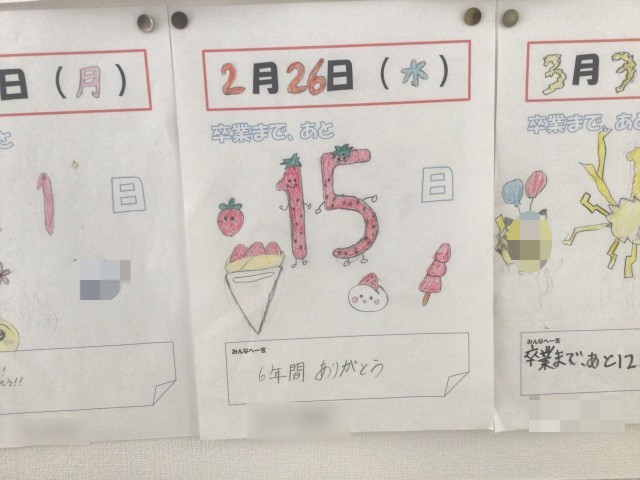 日（月）
1
日
2月26日（水）
卒業まで、あと
15
日
みんなへ一言
6年間 ありがとう
3月
卒業まで、あと
みんなへ一言
卒業まで、あと12